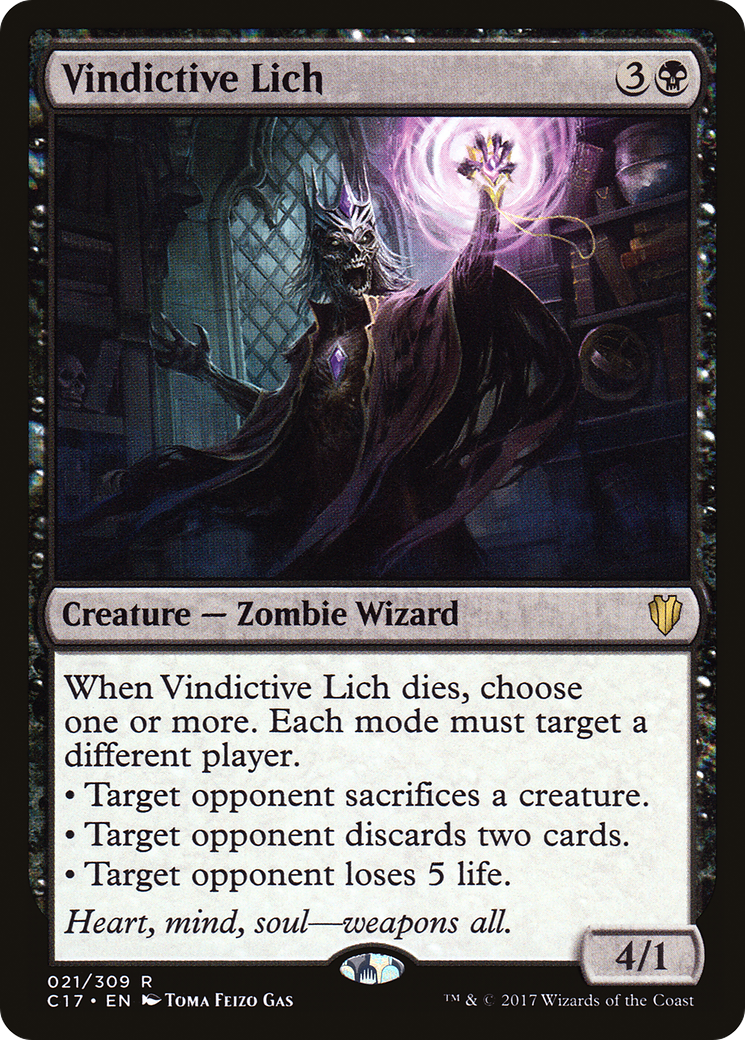 Vindictive Lich 3
Creature — Zombie Wizard
When Vindictive Lich dies, choose
one or more. Each mode must target a
different player.
• Target opponent sacrifices a creature.
• Target opponent discards two cards.
• Target opponent loses 5 life.
Heart, mind, soul—weapons all.
4/1
021/309 R
C17 • EN Toma Feizo Gas
™ & © 2017 Wizards of the Coast